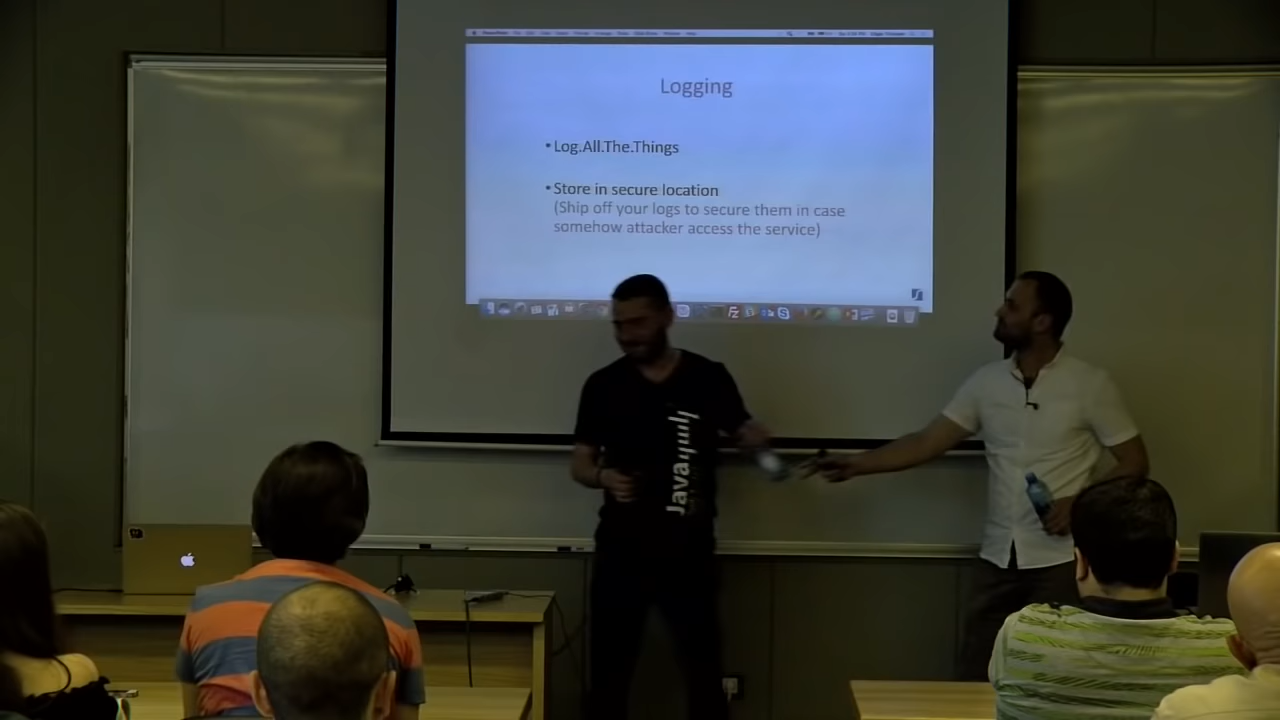 Logging
• Log.All.The.Things
• Store in secure location
(Ship off your logs to secure them in case
somehow attacker access the service)
Java